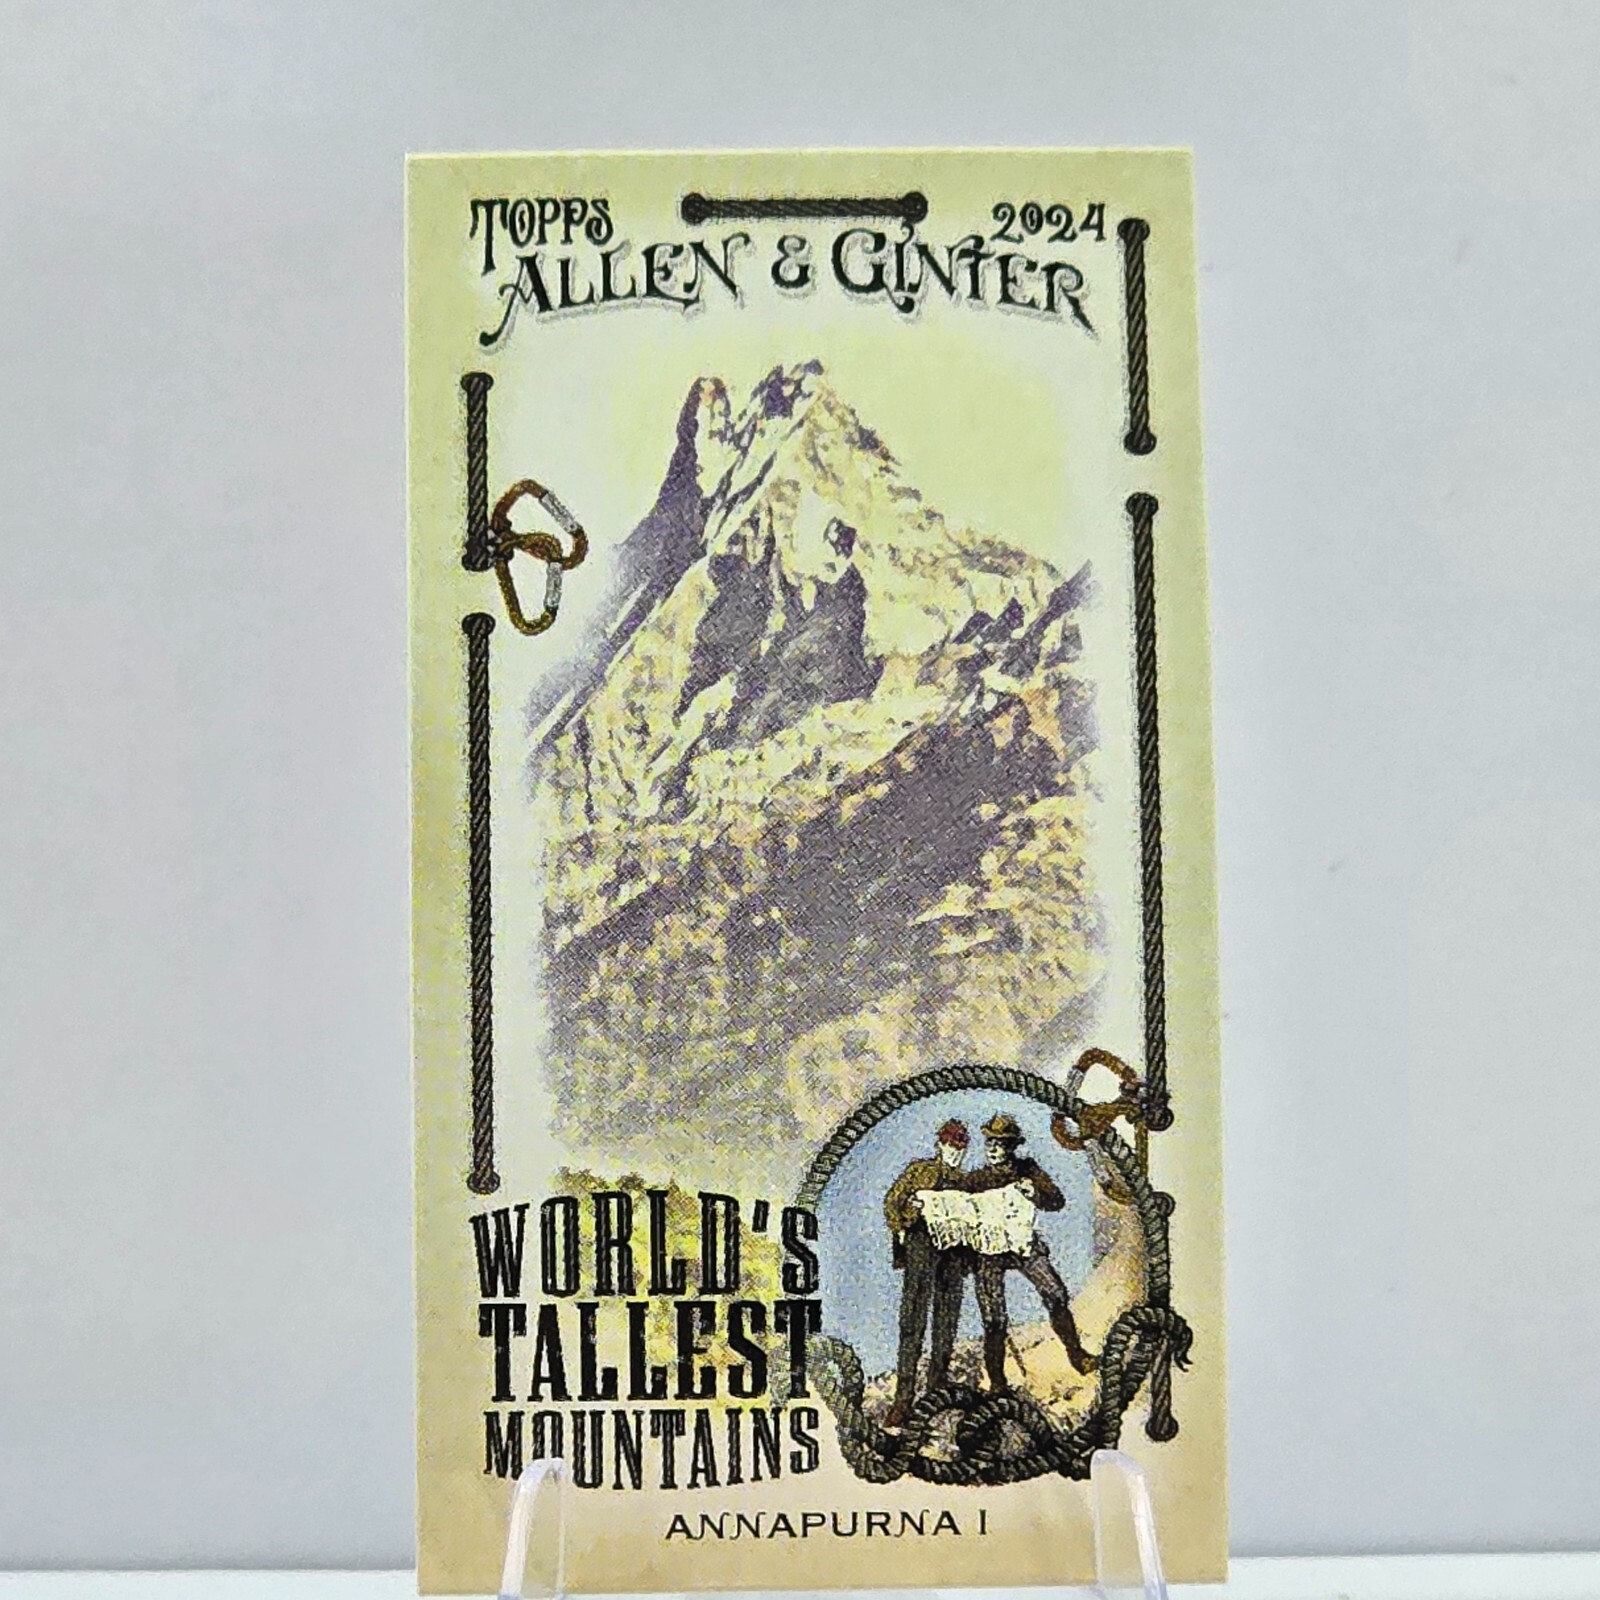 TOPPS 2024
ALLEN & GINTER
WORLD'S
TALLEST
MOUNTAINS
ANNAPURNA I